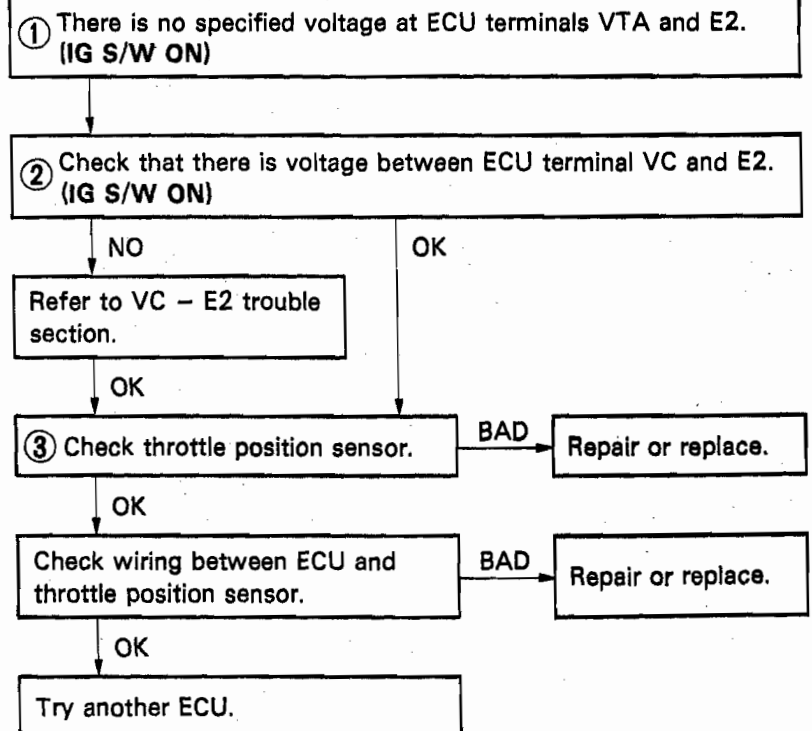 ① There is no specified voltage at ECU terminals VTA and E2.
(IG S/W ON)
② Check that there is voltage between ECU terminal VC and E2.
(IG S/W ON)
NO
OK
Refer to VC – E2 trouble
section.
OK
③ Check throttle position sensor.
BAD
Repair or replace.
OK
Check wiring between ECU and
throttle position sensor.
BAD
Repair or replace.
OK
Try another ECU.